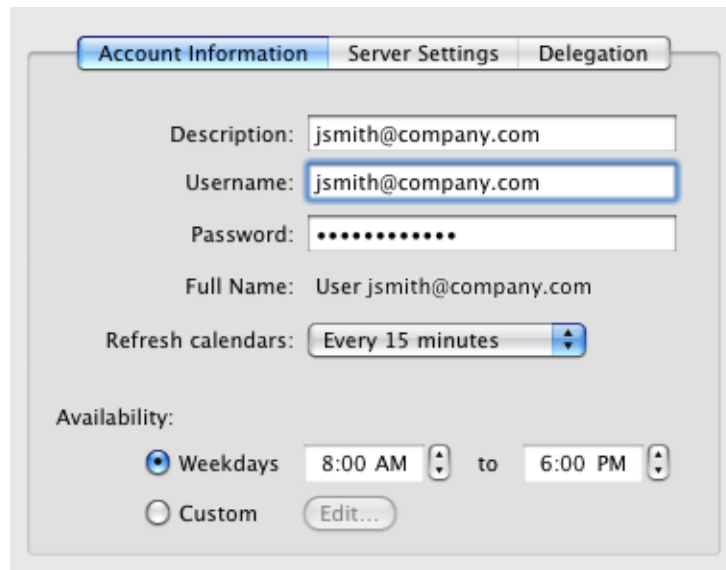 Account Information Server Settings Delegation
Description: jsmith@company.com
Username: jsmith@company.com
Password: ••••••••••••
Full Name: User jsmith@company.com
Refresh calendars: Every 15 minutes
Availability:
Weekdays 8:00 AM to 6:00 PM
Custom Edit...